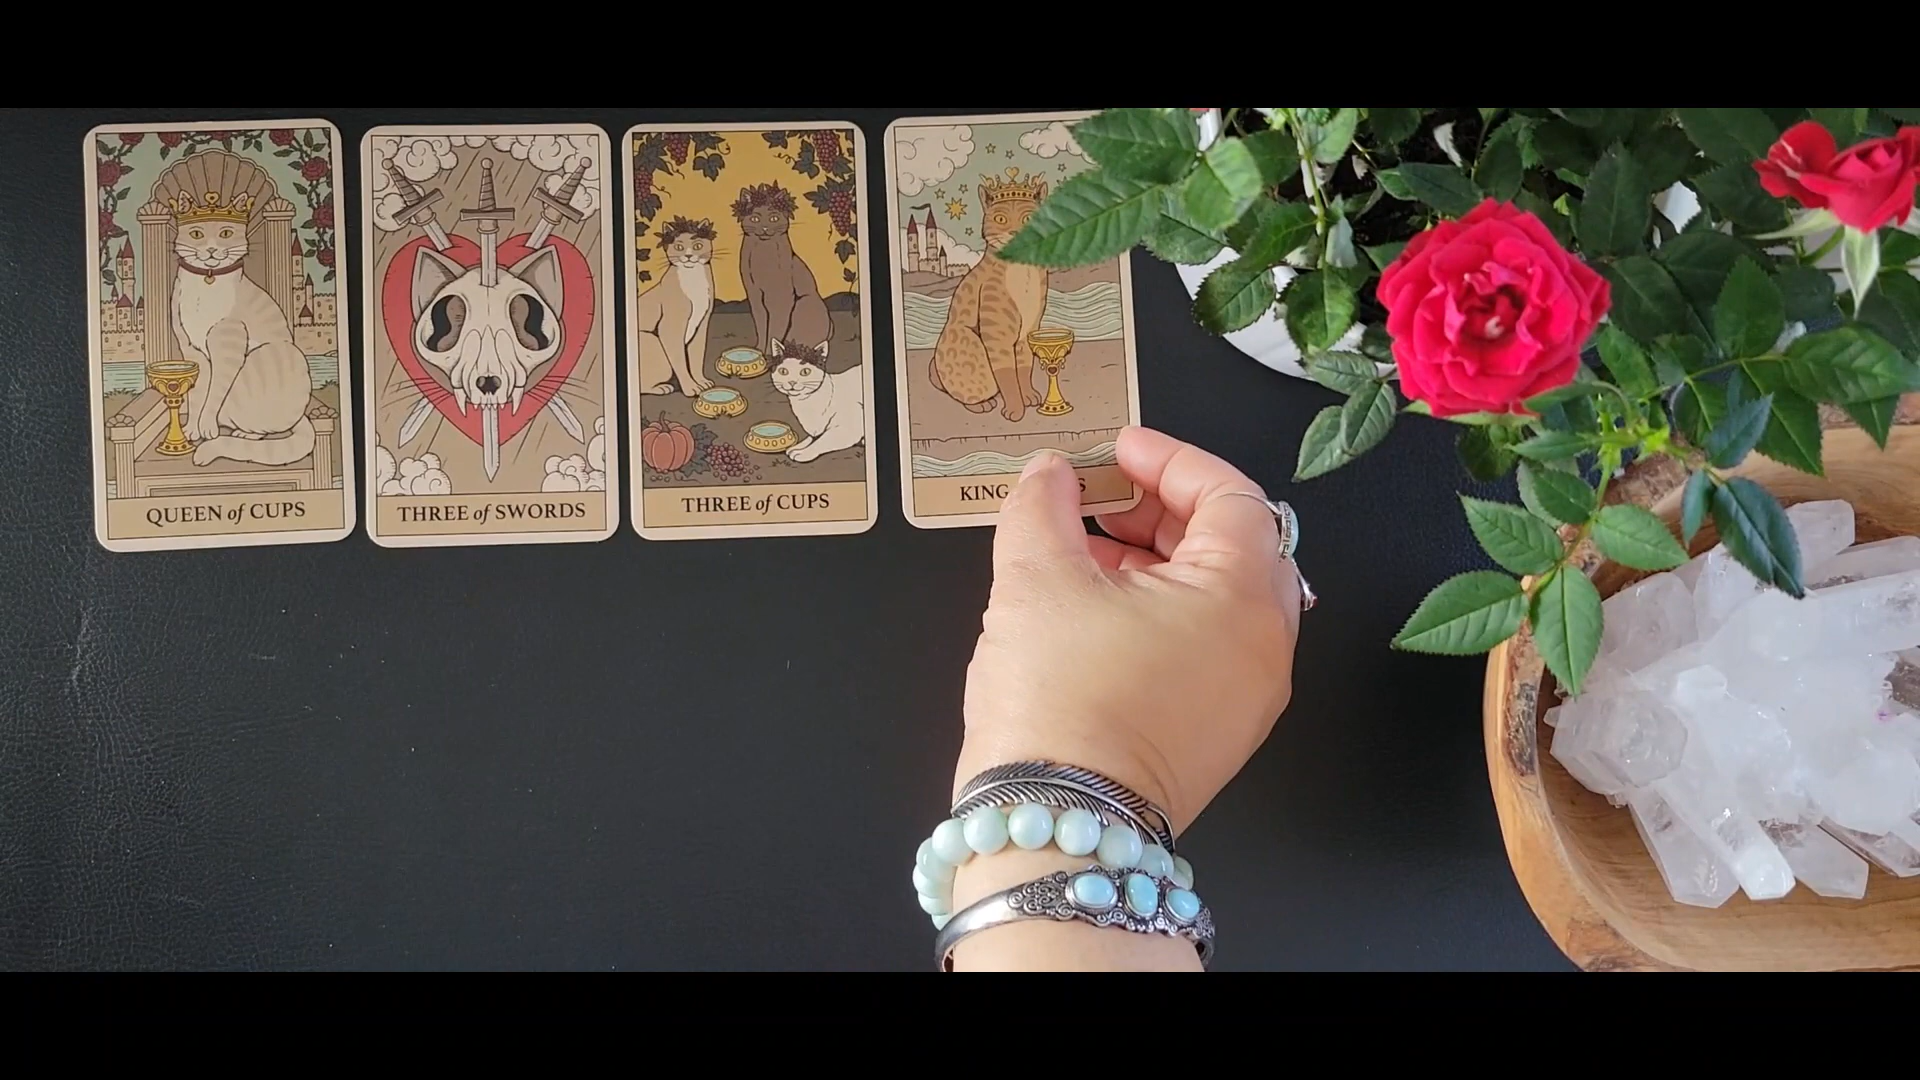 QUEEN of CUPS
THREE of SWORDS
THREE of CUPS
KING